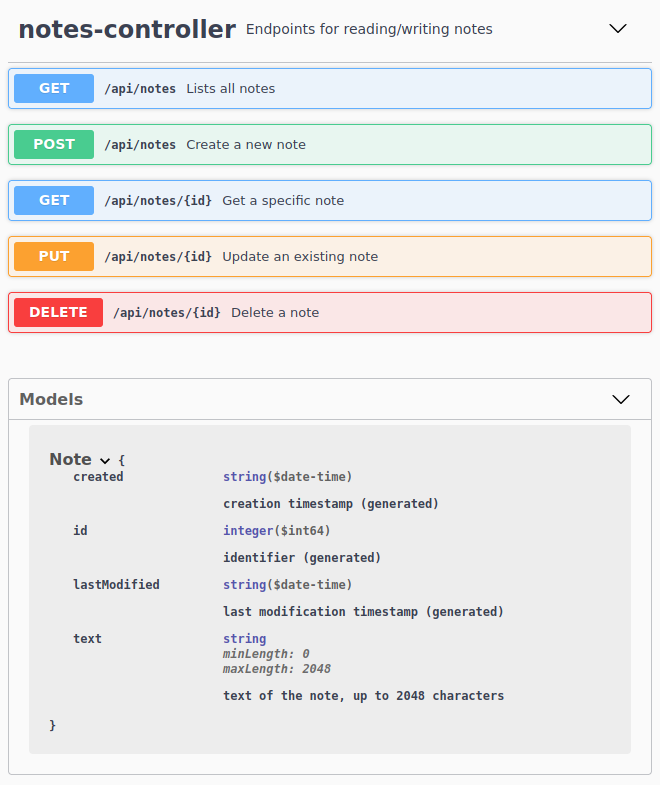 notes-controller Endpoints for reading/writing notes
GET /api/notes Lists all notes
POST /api/notes Create a new note
GET /api/notes/{id} Get a specific note
PUT /api/notes/{id} Update an existing note
DELETE /api/notes/{id} Delete a note
Models
Note {
created string($date-time)
creation timestamp (generated)
id integer($int64)
identifier (generated)
lastModified string($date-time)
last modification timestamp (generated)
text string
minLength: 0
maxLength: 2048
text of the note, up to 2048 characters
}